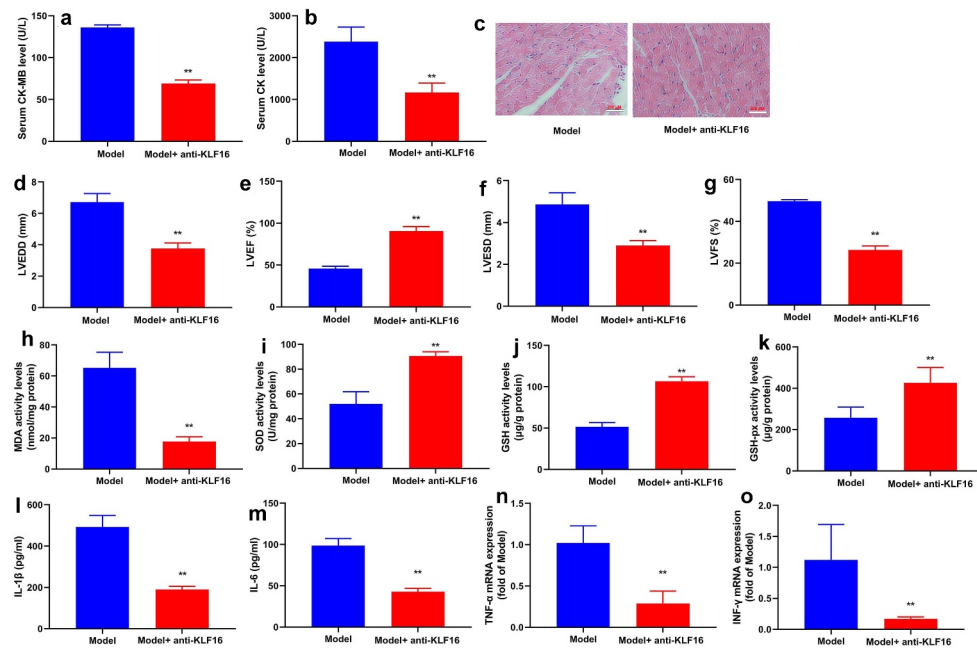 a
Serum CK-MB level (U/L)
150
100
50
0
Model
Model+ anti-KLF16
**
b
Serum CK level (U/L)
3000
2000
1000
0
Model
Model+ anti-KLF16
**
c
Model
Model+ anti-KLF16
d
LVEDD (mm)
8
6
4
2
0
Model
Model+ anti-KLF16
**
e
LVEF (%)
150
100
50
0
Model
Model+ anti-KLF16
**
f
LVESD (mm)
6
4
2
0
Model
Model+ anti-KLF16
**
g
LVFS (%)
60
40
20
0
Model
Model+ anti-KLF16
**
h
MDA activity levels
(nmol/mg protein)
80
60
40
20
0
Model
Model+ anti-KLF16
**
i
SOD activity levels
(U/mg protein)
100
80
60
40
20
0
Model
Model+ anti-KLF16
**
j
GSH activity levels
(μg/g protein)
150
100
50
0
Model
Model+ anti-KLF16
**
k
GSH-px activity levels
(μg/g protein)
600
400
200
0
Model
Model+ anti-KLF16
**
l
IL-1β (pg/ml)
600
400
200
0
Model
Model+ anti-KLF16
**
m
IL-6 (pg/ml)
150
100
50
0
Model
Model+ anti-KLF16
**
n
TNF-α mRNA expression
(fold of Model)
1.5
1.0
0.5
0.0
Model
Model+ anti-KLF16
**
o
INF-γ mRNA expression
(fold of Model)
2.0
1.5
1.0
0.5
0.0
Model
Model+ anti-KLF16
**